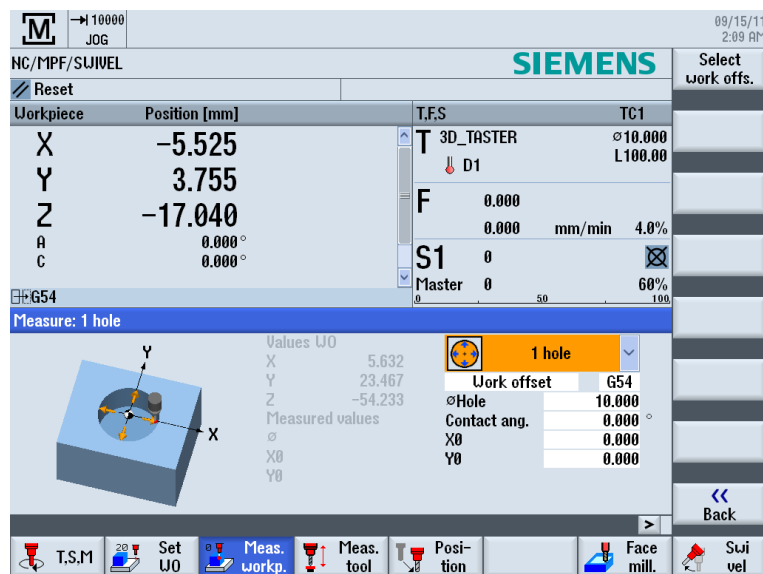 M 10000 09/15/11
JOG 2:09 AM
NC/MPF/SWIVEL SIEMENS Select work offs.
Reset
Workpiece Position [mm] T,F,S TC1
X -5.525 T 3D_TASTER ø10.000
D1 L100.00
Y 3.755
Z -17.040 F 0.000
0.000 mm/min 4.0%
A 0.000°
C 0.000° S1 0
Master 0 60%
G54 0 50 100
Measure: 1 hole
Values WO 1 hole
X 5.632
Y 23.467 Work offset G54
Z -54.233 øHole 10.000
Measured values Contact ang. 0.000 °
ø X0 0.000
X0 Y0 0.000
Y0
Y
X
<< Back
>
T,S,M
20 Set WO
0 Meas. workp.
Meas. tool
Posi- tion
Face mill.
Swi vel